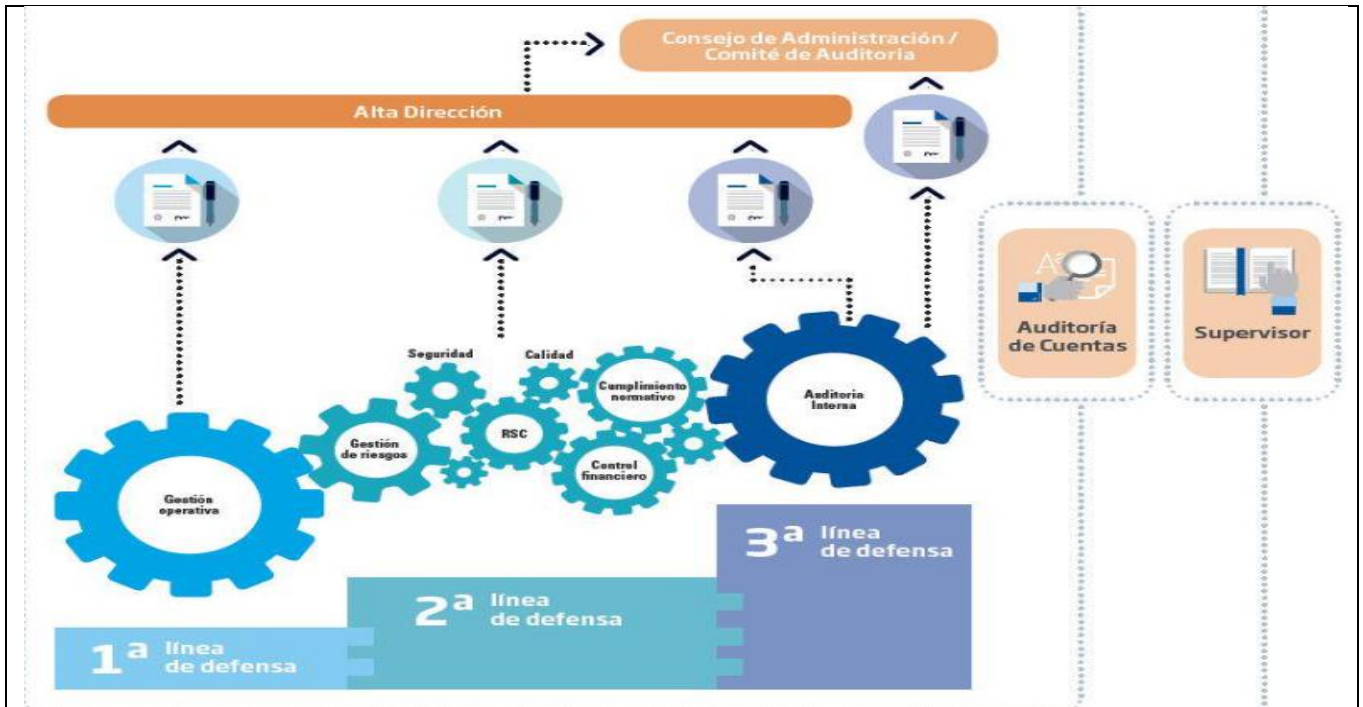 Consejo de Administración /
Comité de Auditoría
Alta Dirección
Auditoría
de Cuentas
Supervisor
Seguridad
Calidad
Cumplimiento
normativo
Auditoria
Interna
RSC
Gestión
de riesgos
Control
financiero
Gestión
operativa
3ª línea
de defensa
2ª línea
de defensa
1ª línea
de defensa